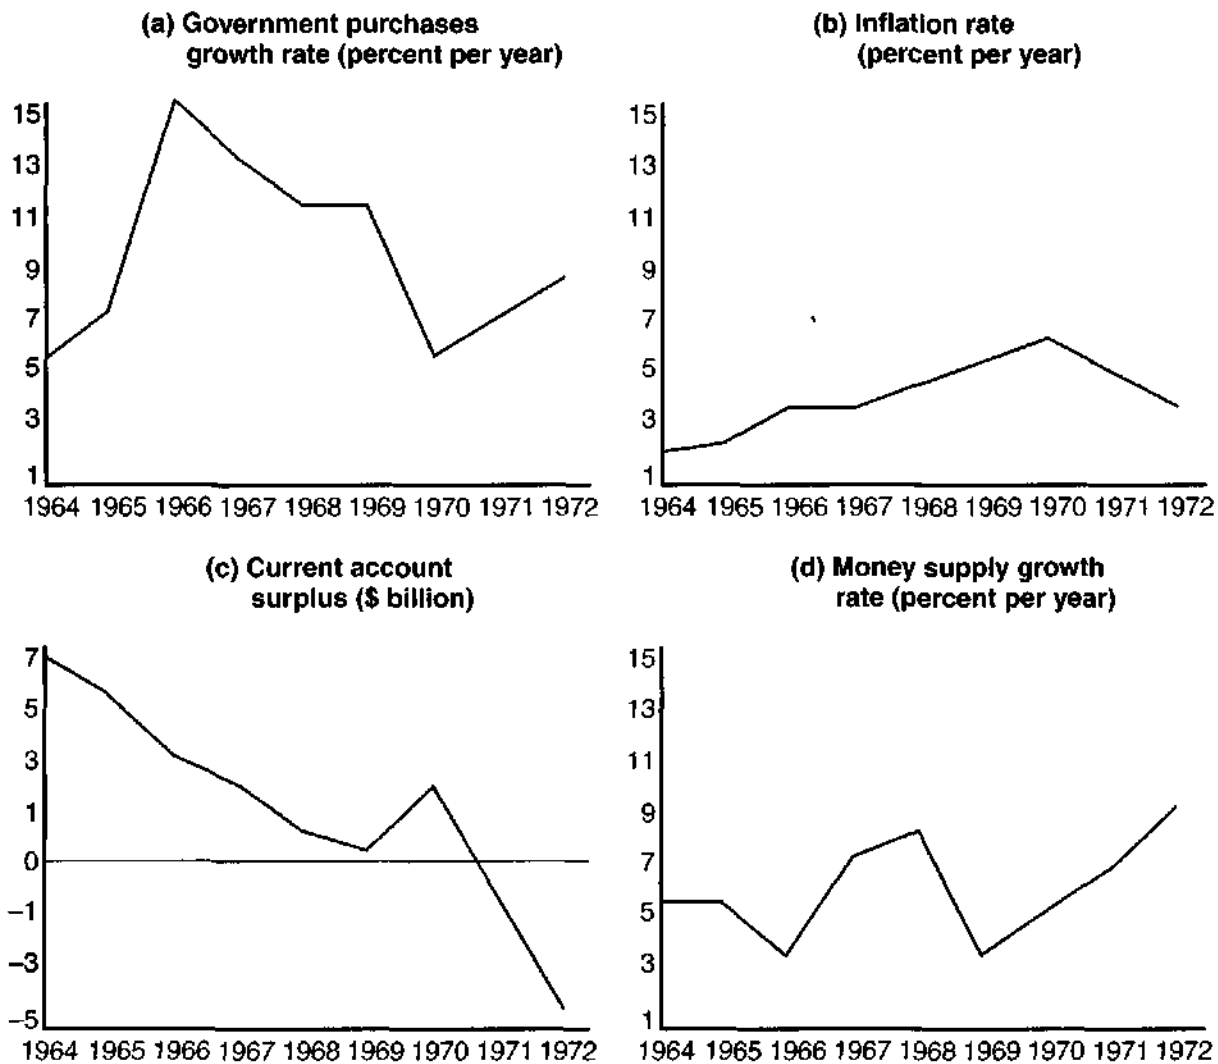 (a) Government purchases
growth rate (percent per year)
15
13
11
9
7
5
3
1
1964 1965 1966 1967 1968 1969 1970 1971 1972
(b) Inflation rate
(percent per year)
15
13
11
9
7
5
3
1
1964 1965 1966 1967 1968 1969 1970 1971 1972
(c) Current account
surplus ($ billion)
7
5
3
1
0
–1
–3
–5
1964 1965 1966 1967 1968 1969 1970 1971 1972
(d) Money supply growth
rate (percent per year)
15
13
11
9
7
5
3
1
1964 1965 1966 1967 1968 1969 1970 1971 1972